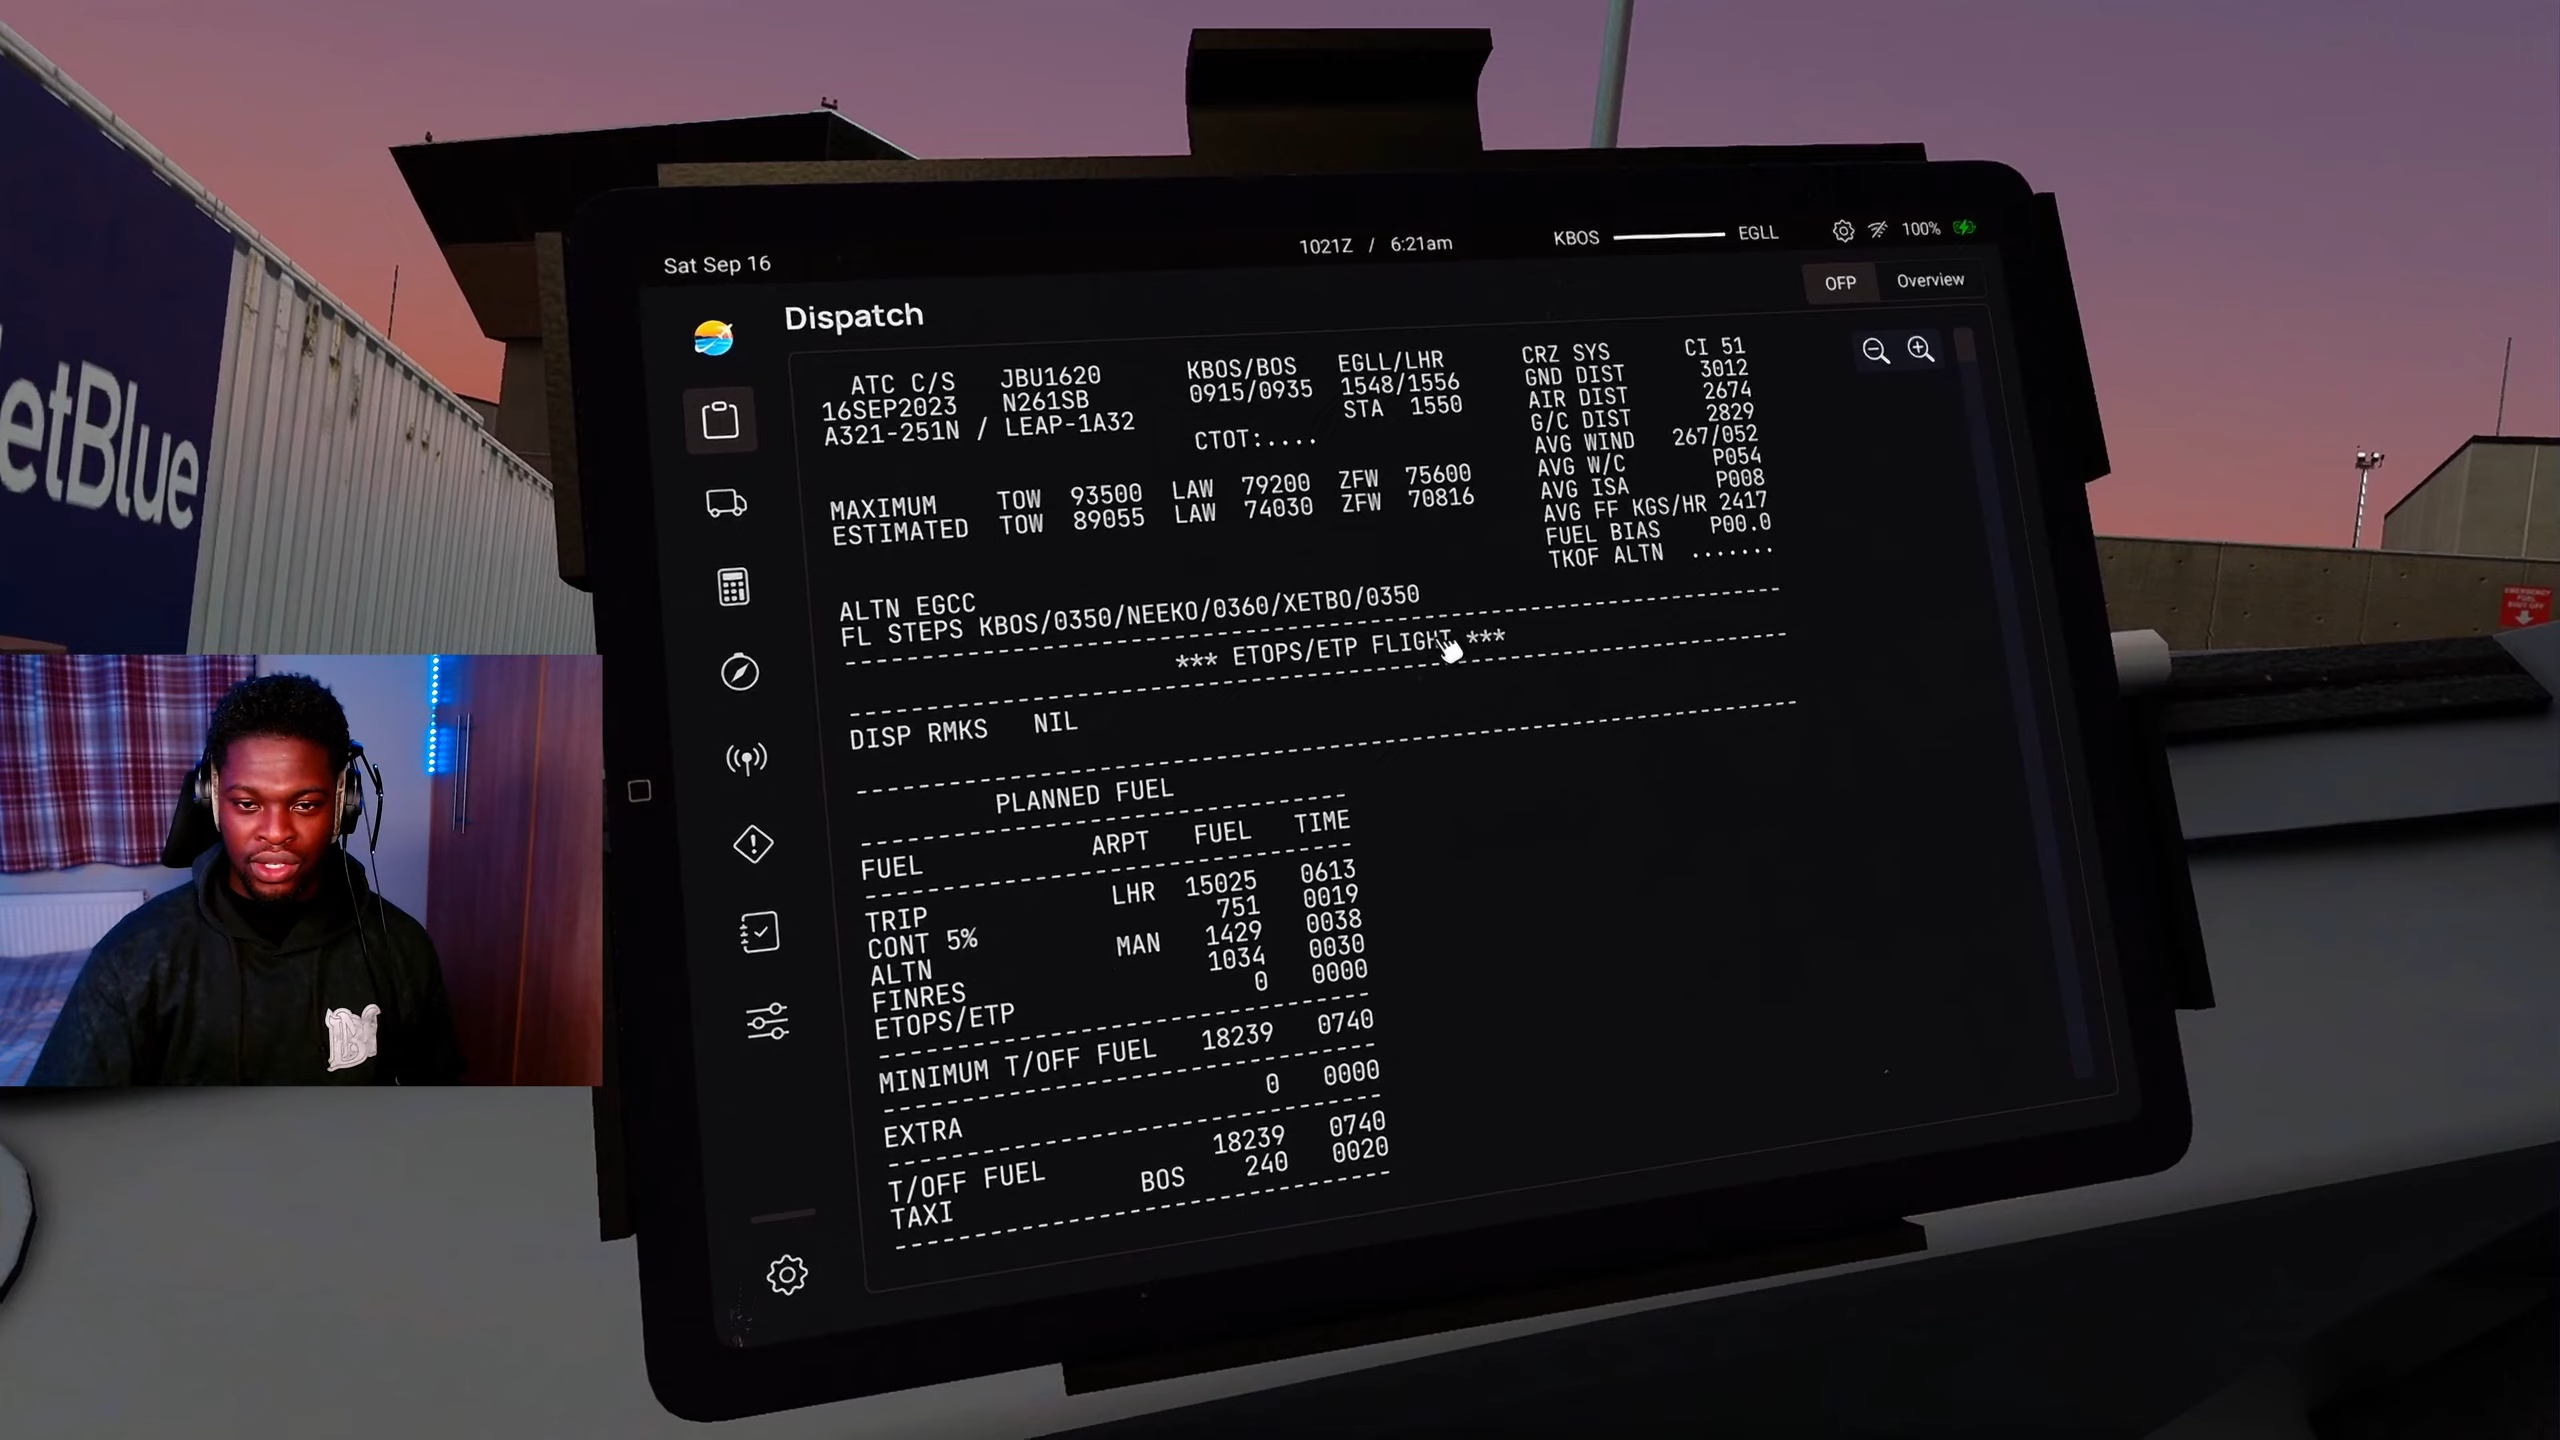 etBlue
Sat Sep 16
1021Z / 6:21am
KBOS EGLL
100%
Dispatch
OFP Overview
ATC C/S JBU1620 KBOS/BOS EGLL/LHR
16SEP2023 N261SB 0915/0935 1548/1556
A321-251N / LEAP-1A32 STA 1550
CTOT:....
CRZ SYS CI 51
GND DIST 3012
AIR DIST 2674
G/C DIST 2829
AVG WIND 267/052
AVG W/C P054
AVG ISA P008
AVG FF KGS/HR 2417
FUEL BIAS P00.0
TKOF ALTN .......
MAXIMUM TOW 93500 LAW 79200 ZFW 75600
ESTIMATED TOW 89055 LAW 74030 ZFW 70816
ALTN EGCC
FL STEPS KBOS/0350/NEEKO/0360/XETBO/0350
*** ETOPS/ETP FLIGHT ***
DISP RMKS NIL
PLANNED FUEL
FUEL ARPT FUEL TIME
TRIP LHR 15025 0613
CONT 5% 751 0019
ALTN MAN 1429 0038
FINRES 1034 0030
ETOPS/ETP 0 0000
MINIMUM T/OFF FUEL 18239 0740
EXTRA 0 0000
T/OFF FUEL 18239 0740
TAXI BOS 240 0020
EMERGENCY
FUEL
SHUT OFF